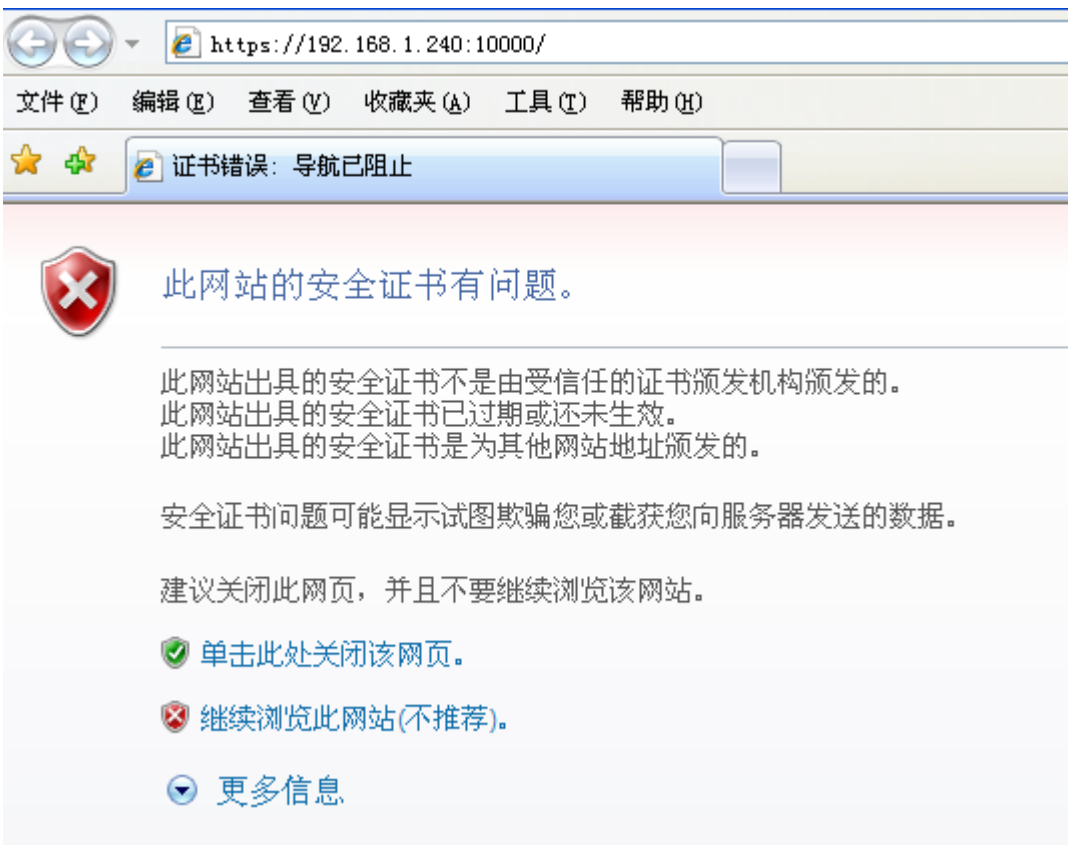 https://192.168.1.240:10000/
文件(F) 编辑(E) 查看(V) 收藏夹(A) 工具(T) 帮助(H)
证书错误: 导航已阻止
此网站的安全证书有问题。
此网站出具的安全证书不是由受信任的证书颁发机构颁发的。
此网站出具的安全证书已过期或还未生效。
此网站出具的安全证书是为其他网站地址颁发的。
安全证书问题可能显示试图欺骗您或截获您向服务器发送的数据。
建议关闭此网页，并且不要继续浏览该网站。
单击此处关闭该网页。
继续浏览此网站(不推荐)。
更多信息